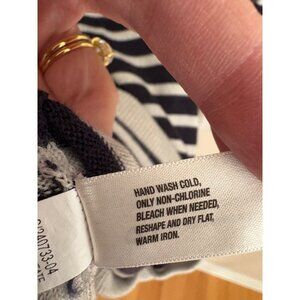 HAND WASH COLD,
ONLY NON-CHLORINE
BLEACH WHEN NEEDED,
RESHAPE AND DRY FLAT,
WARM IRON.